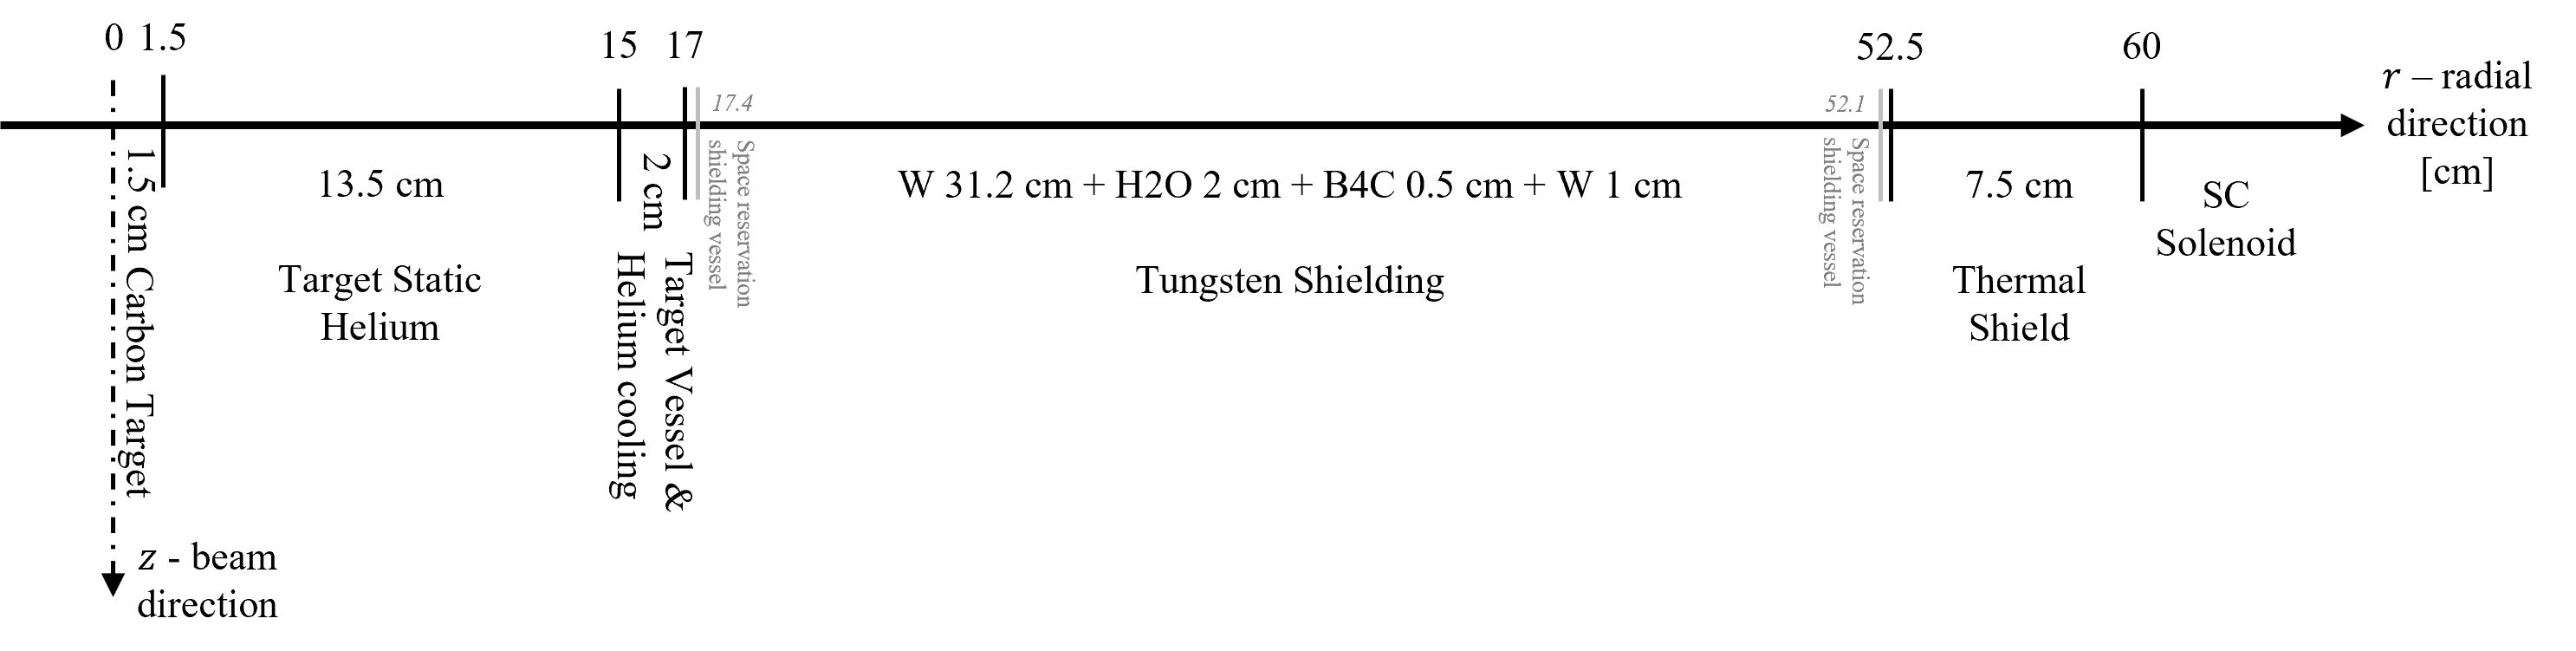 0 1.5 15 17 52.5 60
17.4
52.1
r – radial
direction
[cm]
1.5 cm Carbon Target
13.5 cm
Target Static
Helium
2 cm
Target Vessel &
Helium cooling
Space reservation
shielding vessel
W 31.2 cm + H2O 2 cm + B4C 0.5 cm + W 1 cm
Tungsten Shielding
Space reservation
shielding vessel
7.5 cm
Thermal
Shield
SC
Solenoid
z - beam
direction